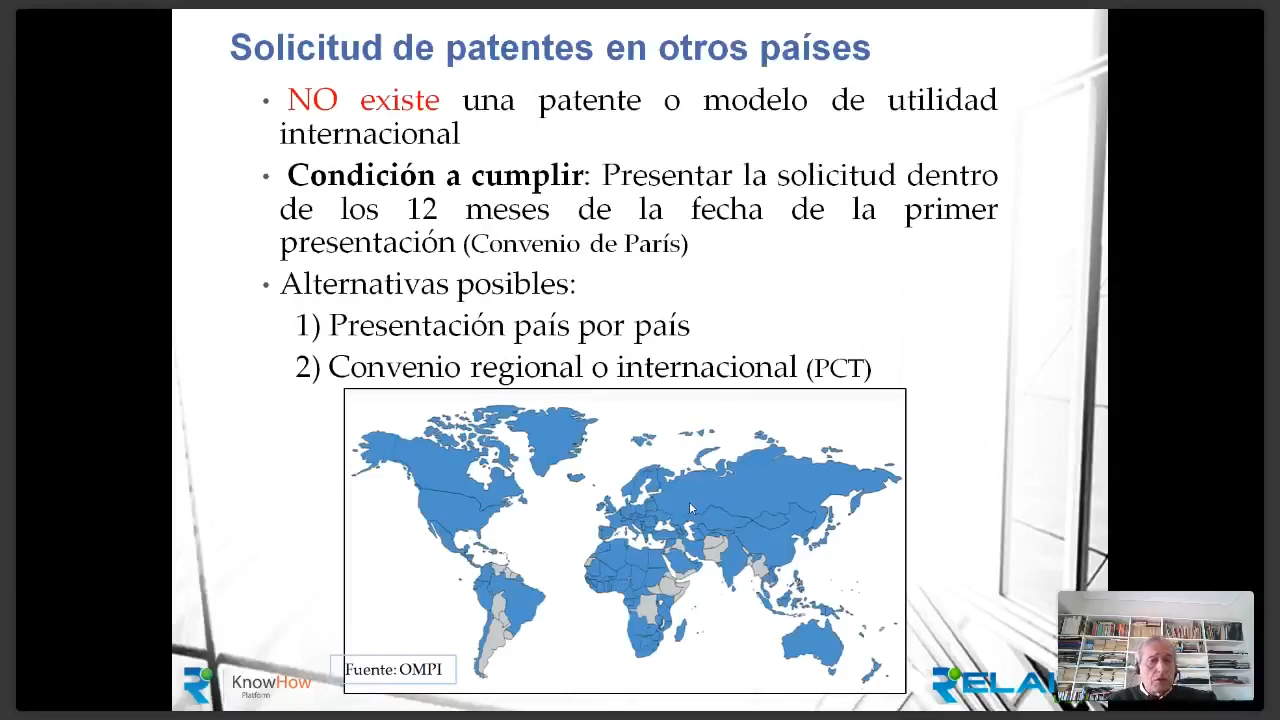 Solicitud de patentes en otros países
• NO existe una patente o modelo de utilidad
internacional
• Condición a cumplir: Presentar la solicitud dentro
de los 12 meses de la fecha de la primer
presentación (Convenio de París)
• Alternativas posibles:
1) Presentación país por país
2) Convenio regional o internacional (PCT)
Fuente: OMPI
KnowHow
Platform
RELA